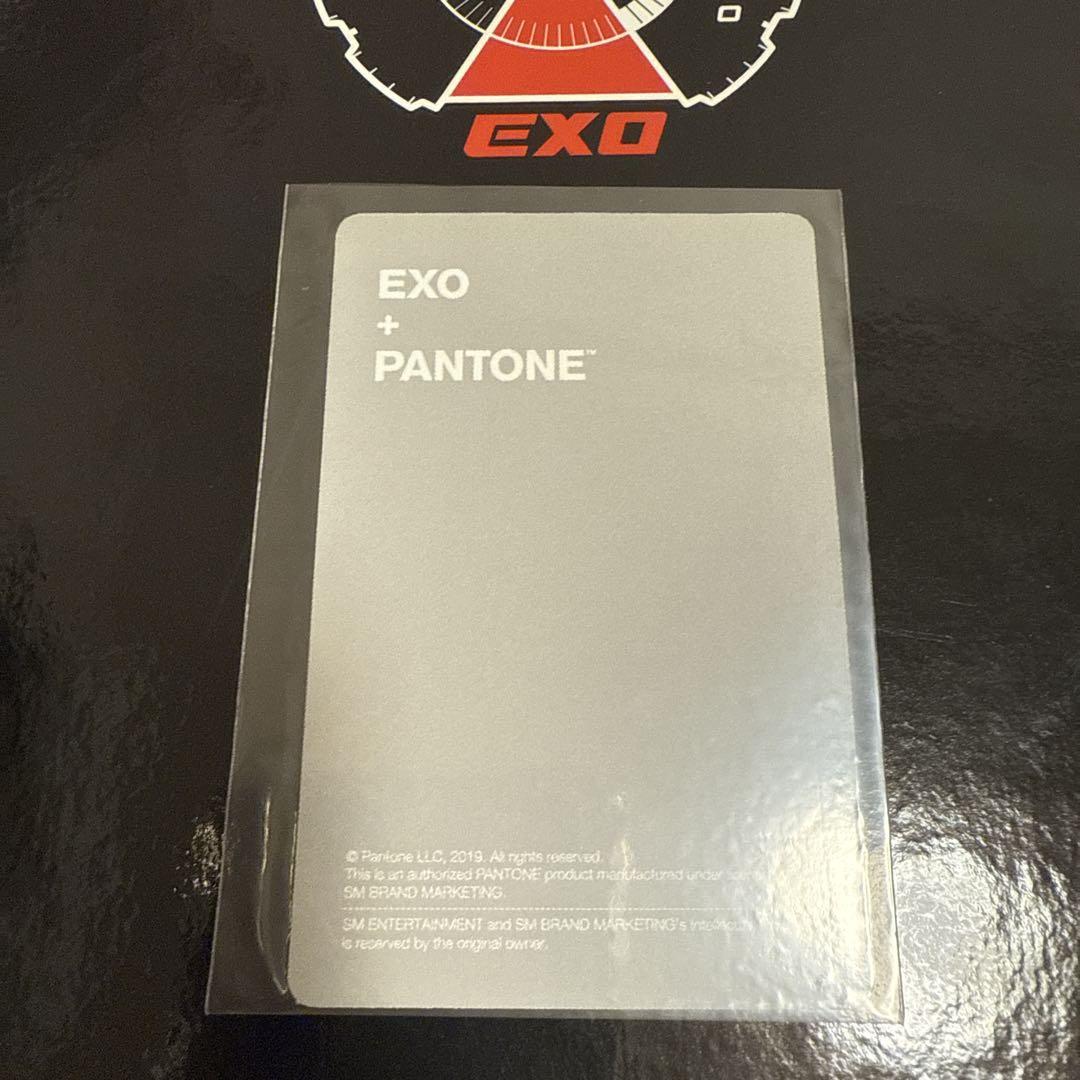 EXO
EXO
+
PANTONE™
© Pantone LLC, 2019. All rights reserved.
This is an authorized PANTONE product manufactured under
SM BRAND MARKETING.
SM ENTERTAINMENT and SM BRAND MARKETING's
is reserved by the original owner.